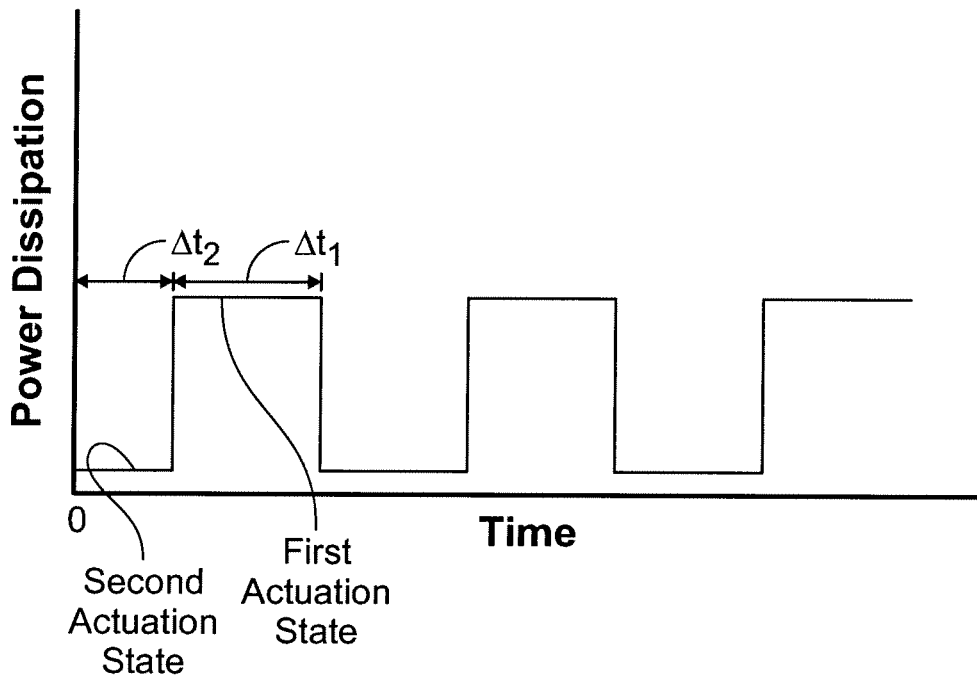 Power Dissipation
Δt2
Δt1
0
Time
Second
Actuation
State
First
Actuation
State